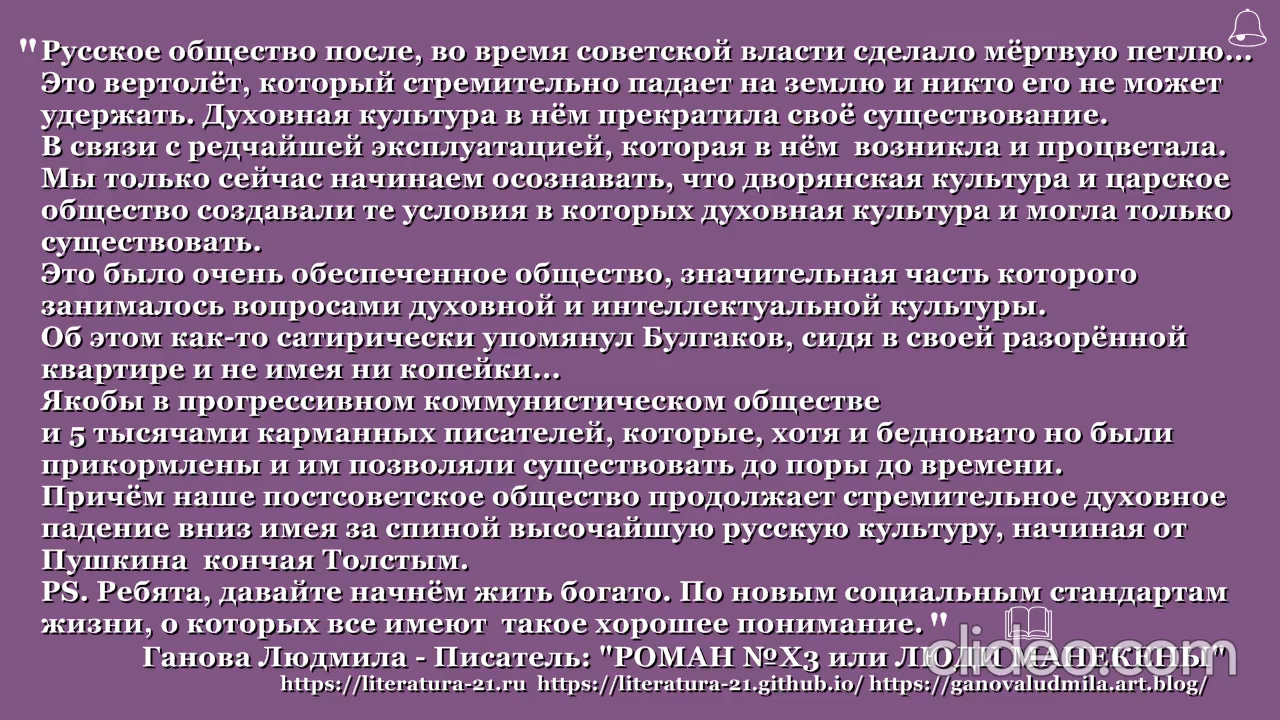 "Русское общество после, во время советской власти сделало мёртвую петлю...
Это вертолёт, который стремительно падает на землю и никто его не может
удержать. Духовная культура в нём прекратила своё существование.
В связи с редчайшей эксплуатацией, которая в нём  возникла и процветала.
Мы только сейчас начинаем осознавать, что дворянская культура и царское
общество создавали те условия в которых духовная культура и могла только
существовать.
Это было очень обеспеченное общество, значительная часть которого
занималось вопросами духовной и интеллектуальной культуры.
Об этом как-то сатирически упомянул Булгаков, сидя в своей разорённой
квартире и не имея ни копейки...
Якобы в прогрессивном коммунистическом обществе
и 5 тысячами карманных писателей, которые, хотя и бедновато но были
прикормлены и им позволяли существовать до поры до времени.
Причём наше постсоветское общество продолжает стремительное духовное
падение вниз имея за спиной высочайшую русскую культуру, начиная от
Пушкина  кончая Толстым.
PS. Ребята, давайте начнём жить богато. По новым социальным стандартам
жизни, о которых все имеют  такое хорошее понимание."
Ганова Людмила - Писатель: "РОМАН №Х3 или ЛЮДИ МАНЕКЕНЫ"
clideo.com
https://literatura-21.ru  https://literatura-21.github.io/ https://ganovaludmila.art.blog/